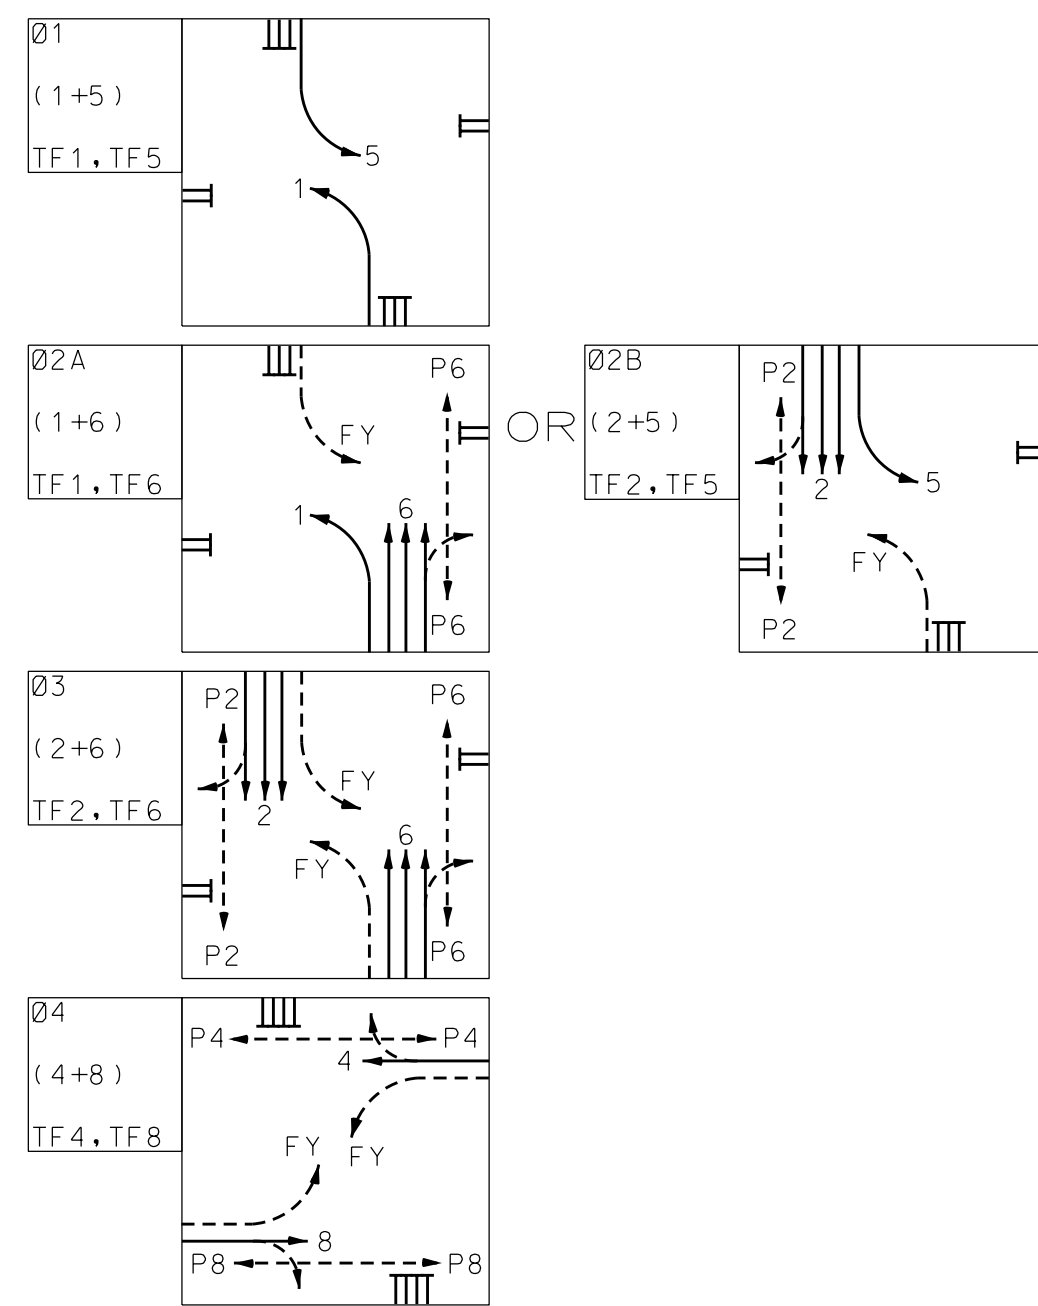 Ø1
(1+5)
TF1,TF5
5
1
Ø2A
(1+6)
TF1,TF6
P6
FY
1
6
P6
OR
Ø2B
(2+5)
TF2,TF5
P2
2
5
FY
P2
Ø3
(2+6)
TF2,TF6
P2
P6
FY
2
6
FY
P2
P6
Ø4
(4+8)
TF4,TF8
P4
P4
4
FY
FY
8
P8
P8